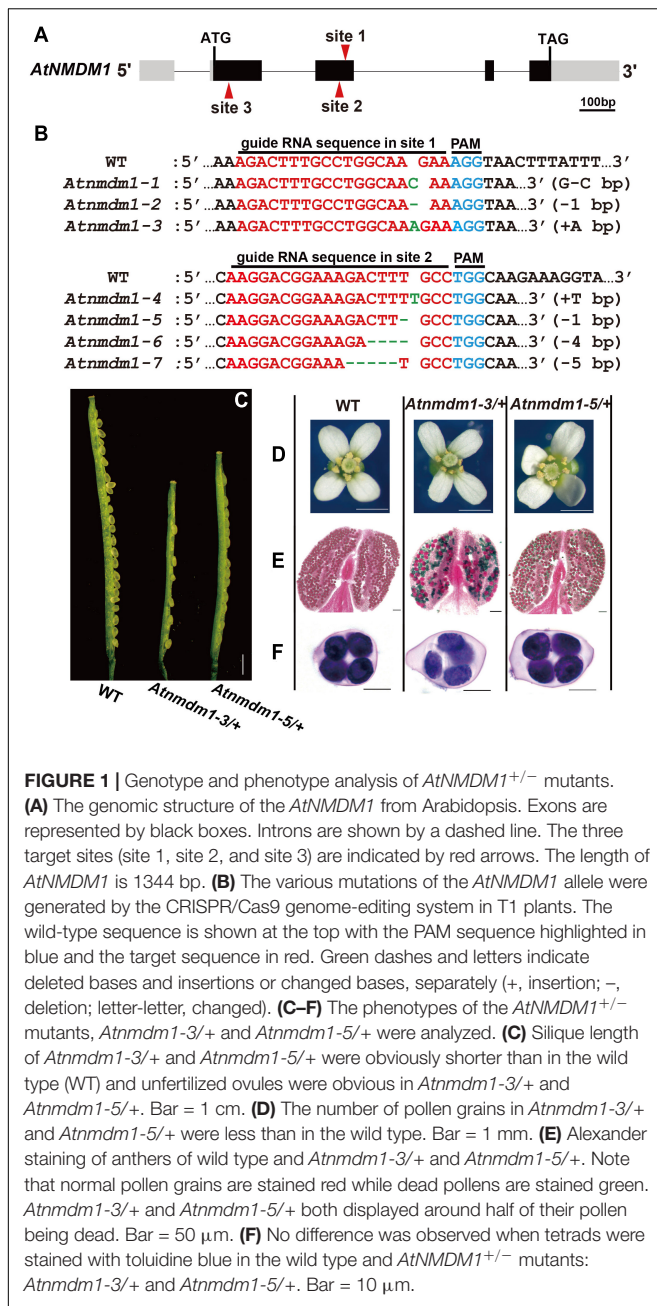 A
ATG
site 1
TAG
AtNMDM1 5'
3'
site 3
site 2
100bp
B
guide RNA sequence in site 1 PAM
WT :5’…AAAGACTTTGCCTGGCAA GAAAGGTAACTTTATTT…3’
Atnmdm1-1 :5’…AAAGACTTTGCCTGGCAAC AAAGGTAA…3’(G-C bp)
Atnmdm1-2 :5’…AAAGACTTTGCCTGGCAA- AAAGGTAA…3’(-1 bp)
Atnmdm1-3 :5’…AAAGACTTTGCCTGGCAAAGAAAGGTAA…3’(+A bp)
guide RNA sequence in site 2 PAM
WT :5’…CAAGGACGGAAAGACTTT GCCTGGCAAGAAAGGTA…3’
Atnmdm1-4 :5’…CAAGGACGGAAAGACTTTTGCCTGGCAA…3’(+T bp)
Atnmdm1-5 :5’…CAAGGACGGAAAGACTT- GCCTGGCAA…3’(-1 bp)
Atnmdm1-6 :5’…CAAGGACGGAAAGA---- GCCTGGCAA…3’(-4 bp)
Atnmdm1-7 :5’…CAAGGACGGAAA-----T GCCTGGCAA…3’(-5 bp)
C
WT Atnmdm1-3/+ Atnmdm1-5/+
D
E
F
WT
Atnmdm1-3/+
Atnmdm1-5/+
FIGURE 1 | Genotype and phenotype analysis of AtNMDM1+/− mutants.
(A) The genomic structure of the AtNMDM1 from Arabidopsis. Exons are
represented by black boxes. Introns are shown by a dashed line. The three
target sites (site 1, site 2, and site 3) are indicated by red arrows. The length of
AtNMDM1 is 1344 bp. (B) The various mutations of the AtNMDM1 allele were
generated by the CRISPR/Cas9 genome-editing system in T1 plants. The
wild-type sequence is shown at the top with the PAM sequence highlighted in
blue and the target sequence in red. Green dashes and letters indicate
deleted bases and insertions or changed bases, separately (+, insertion; –,
deletion; letter-letter, changed). (C–F) The phenotypes of the AtNMDM1+/−
mutants, Atnmdm1-3/+ and Atnmdm1-5/+ were analyzed. (C) Silique length
of Atnmdm1-3/+ and Atnmdm1-5/+ were obviously shorter than in the wild
type (WT) and unfertilized ovules were obvious in Atnmdm1-3/+ and
Atnmdm1-5/+. Bar = 1 cm. (D) The number of pollen grains in Atnmdm1-3/+
and Atnmdm1-5/+ were less than in the wild type. Bar = 1 mm. (E) Alexander
staining of anthers of wild type and Atnmdm1-3/+ and Atnmdm1-5/+. Note
that normal pollen grains are stained red while dead pollens are stained green.
Atnmdm1-3/+ and Atnmdm1-5/+ both displayed around half of their pollen
being dead. Bar = 50 μm. (F) No difference was observed when tetrads were
stained with toluidine blue in the wild type and AtNMDM1+/− mutants:
Atnmdm1-3/+ and Atnmdm1-5/+. Bar = 10 μm.